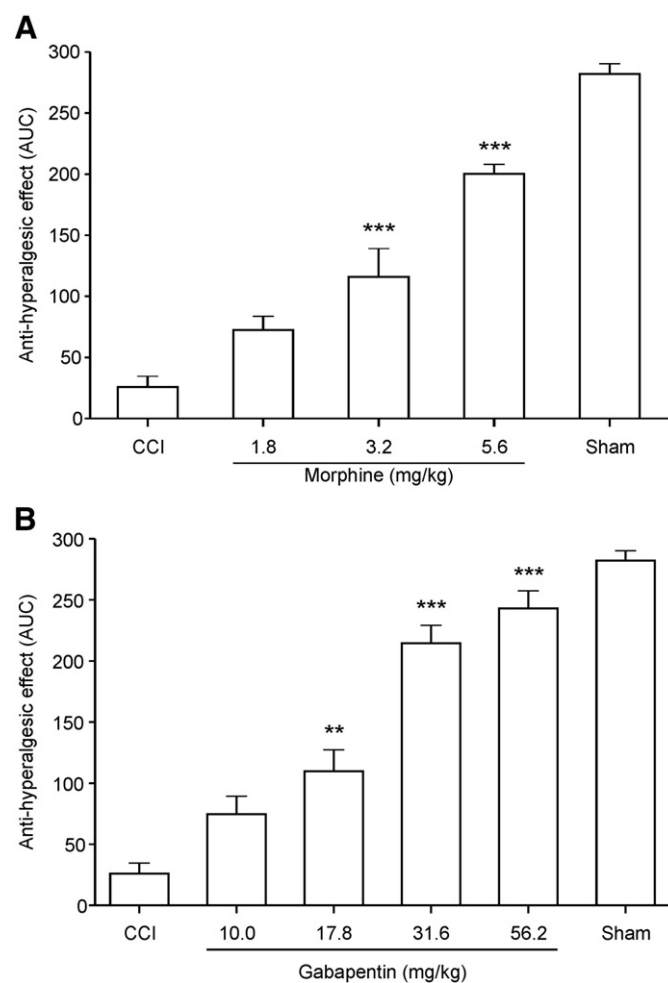 A
Anti-hyperalgesic effect (AUC)
300
250
200
150
100
50
0
***
***
CCI 1.8 3.2 5.6 Sham
Morphine (mg/kg)
B
Anti-hyperalgesic effect (AUC)
300
250
200
150
100
50
0
**
***
***
CCI 10.0 17.8 31.6 56.2 Sham
Gabapentin (mg/kg)